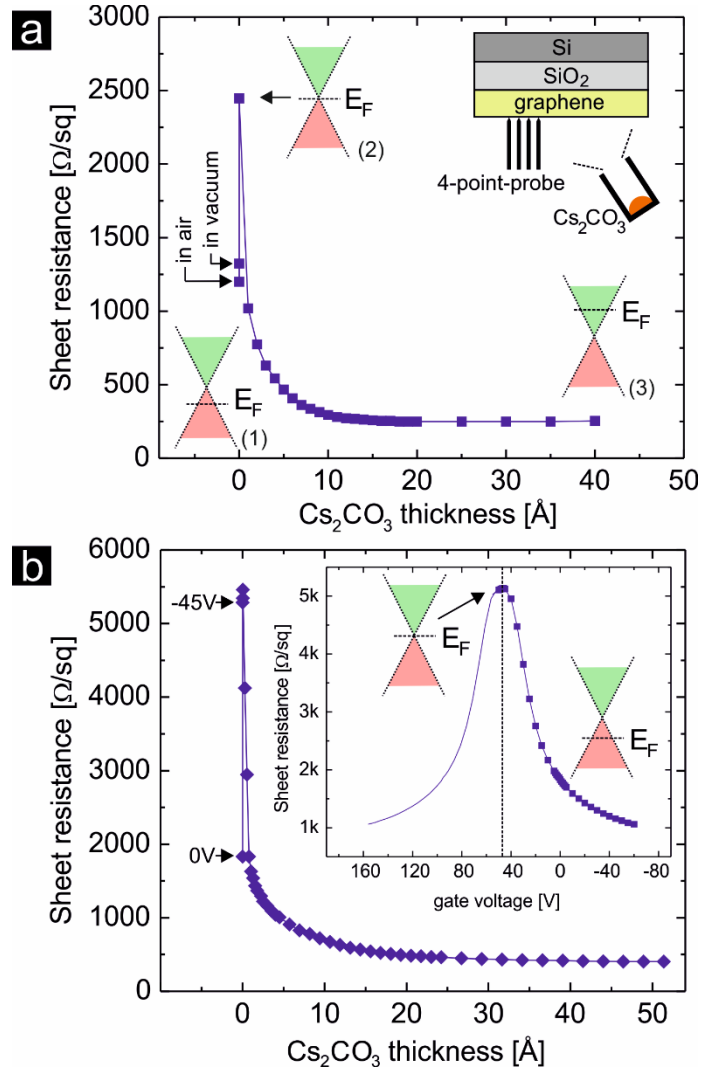 a
Sheet resistance [Ω/sq]
3000
2500
2000
1500
1000
500
250
0
10
20
30
40
50
Cs₂CO₃ thickness [Å]
in air
in vacuum
E_F
(2)
Si
SiO₂
graphene
4-point-probe
Cs₂CO₃
E_F
(1)
E_F
(3)
b
Sheet resistance [Ω/sq]
6000
5000
4000
3000
2000
1000
0
-45V
0V
0
10
20
30
40
50
Cs₂CO₃ thickness [Å]
Sheet resistance [Ω/sq]
5k
4k
3k
2k
1k
160
120
80
40
0
-40
-80
gate voltage [V]
E_F
E_F